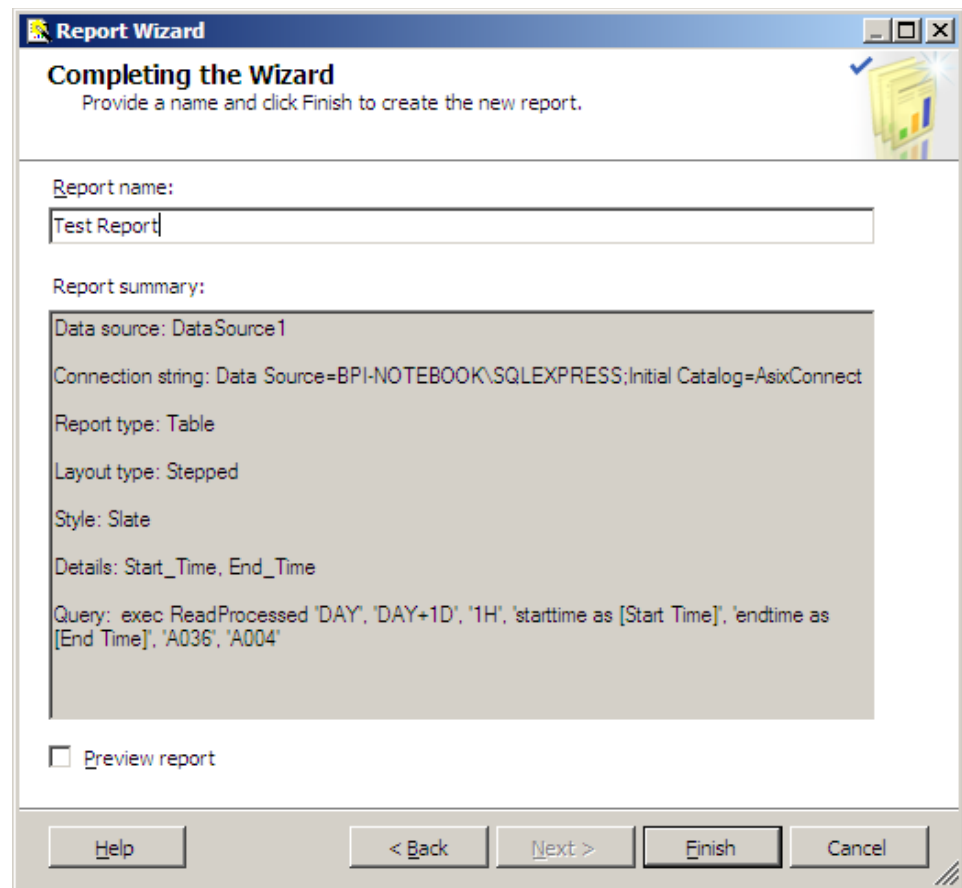 Report Wizard
Completing the Wizard
Provide a name and click Finish to create the new report.
Report name:
Test Report
Report summary:
Data source: DataSource1
Connection string: Data Source=BPI-NOTEBOOK\SQLEXPRESS;Initial Catalog=AsixConnect
Report type: Table
Layout type: Stepped
Style: Slate
Details: Start_Time, End_Time
Query:  exec ReadProcessed 'DAY', 'DAY+1D', '1H', 'starttime as [Start Time]', 'endtime as
[End Time]', 'A036', 'A004'
Preview report
Help
< Back
Next >
Finish
Cancel